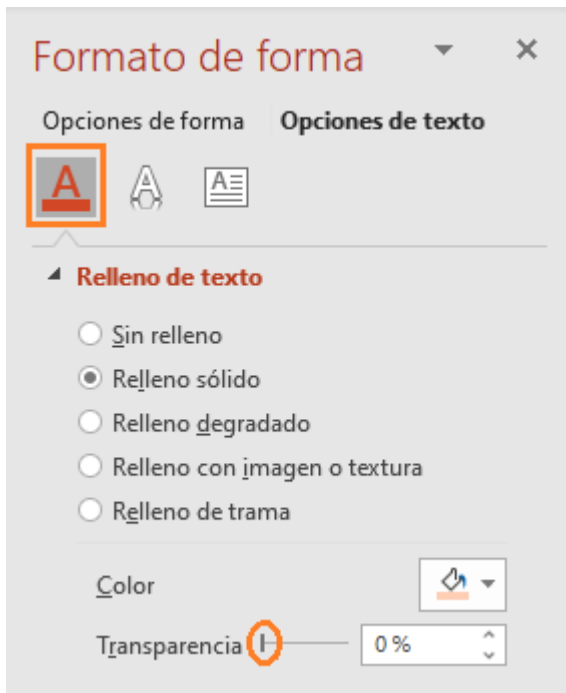 Formato de forma
Opciones de forma Opciones de texto
Relleno de texto
Sin relleno
Relleno sólido
Relleno degradado
Relleno con imagen o textura
Relleno de trama
Color
Transparencia 0 %